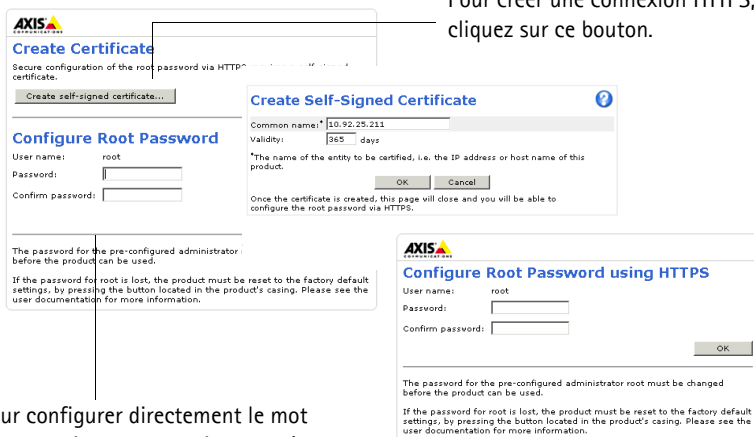 Pour créer une connexion HTTPS,
cliquez sur ce bouton.
AXIS
COMMUNICATIONS
Create Certificate
Secure configuration of the root password via HTTPS
certificate.
Create self-signed certificate...
Configure Root Password
User name: root
Password:
Confirm password:
The password for the pre-configured administrator
before the product can be used.
If the password for root is lost, the product must be reset to the factory default
settings, by pressing the button located in the product's casing. Please see the
user documentation for more information.
Create Self-Signed Certificate
Common name:* 10.92.25.211
Validity: 365 days
*The name of the entity to be certified, i.e. the IP address or host name of this
product.
OK Cancel
Once the certificate is created, this page will close and you will be able to
configure the root password via HTTPS.
AXIS
COMMUNICATIONS
Configure Root Password using HTTPS
User name: root
Password:
Confirm password:
OK
The password for the pre-configured administrator root must be changed
before the product can be used.
If the password for root is lost, the product must be reset to the factory default
settings, by pressing the button located in the product's casing. Please see the
user documentation for more information.
ur configurer directement le mot